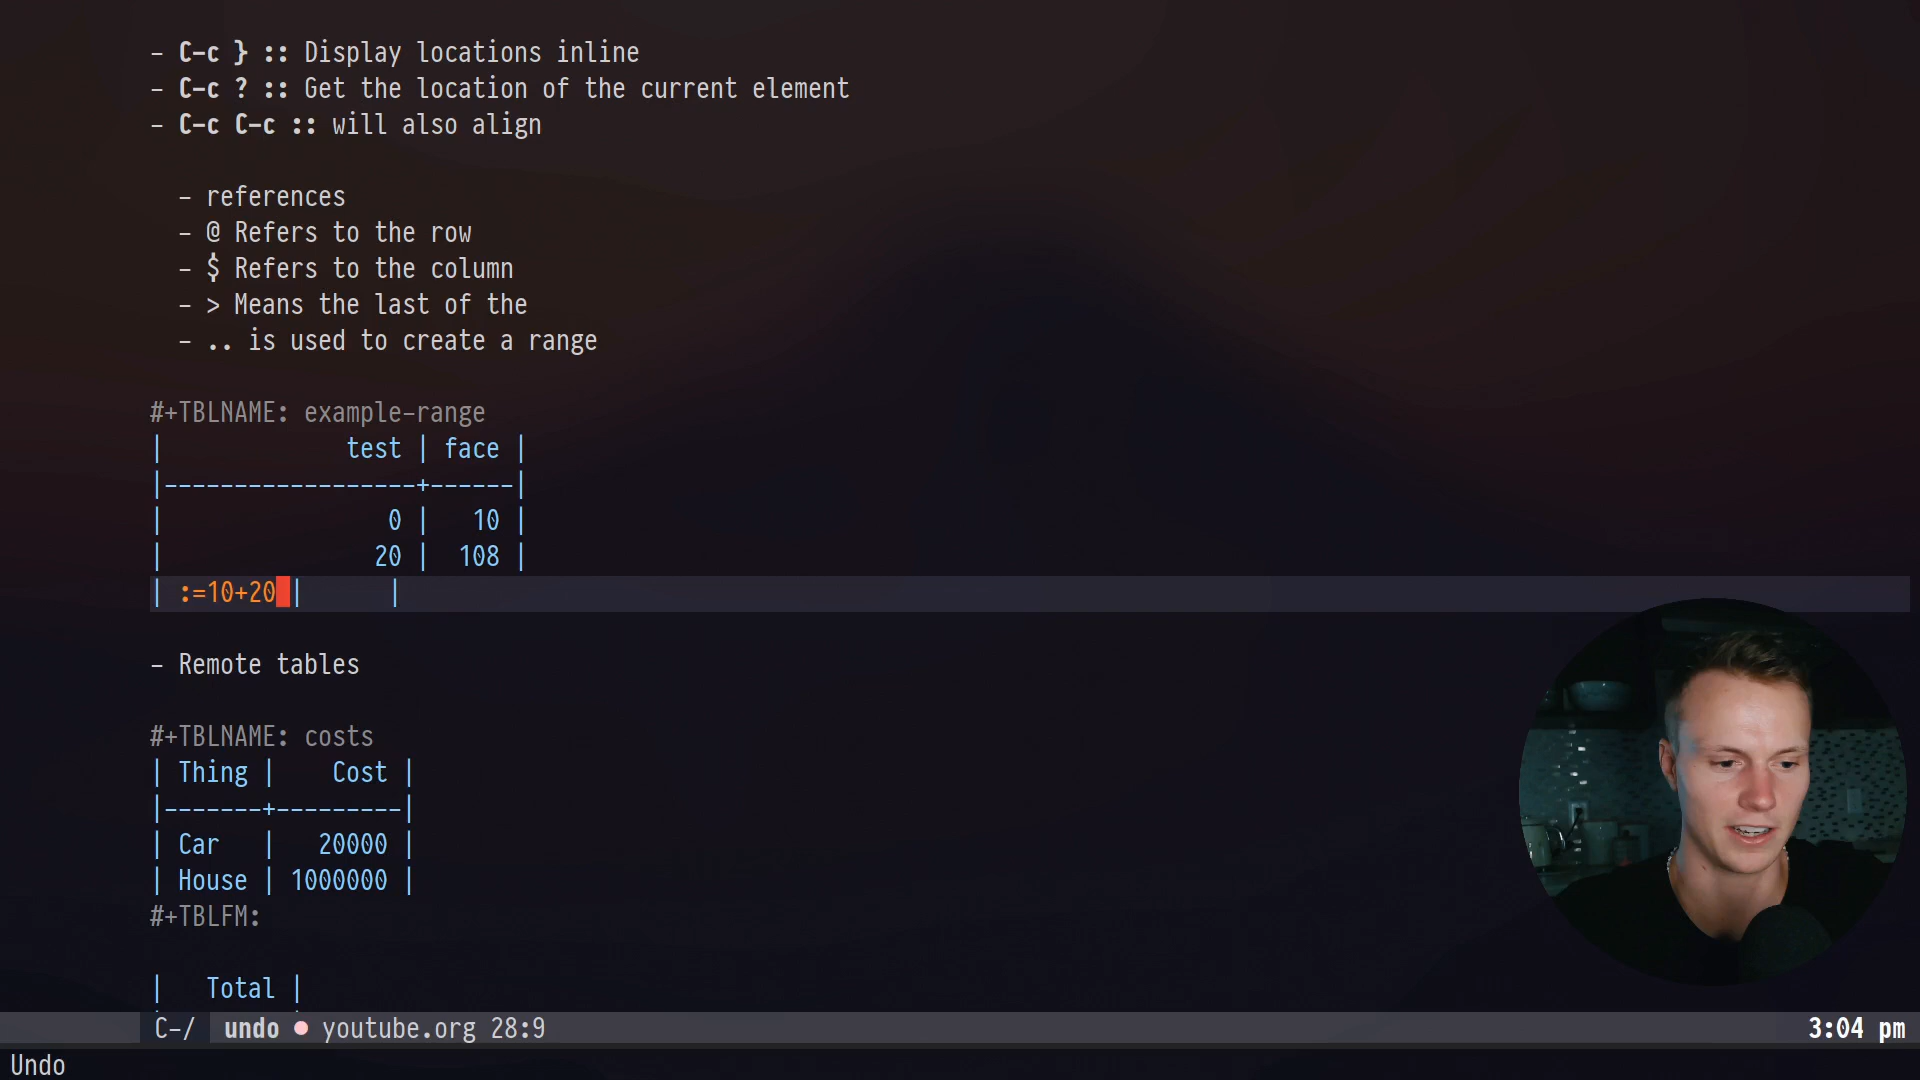 - C-c } :: Display locations inline
- C-c ? :: Get the location of the current element
- C-c C-c :: will also align
- references
- @ Refers to the row
- $ Refers to the column
- > Means the last of the
- .. is used to create a range
#+TBLNAME: example-range
| test | face |
|------------------+------|
| 0 | 10 |
| 20 | 108 |
| :=10+20 | |
- Remote tables
#+TBLNAME: costs
| Thing | Cost |
|-------+---------|
| Car | 20000 |
| House | 1000000 |
#+TBLFM:
| Total |
C-/ undo ● youtube.org 28:9 3:04 pm
Undo